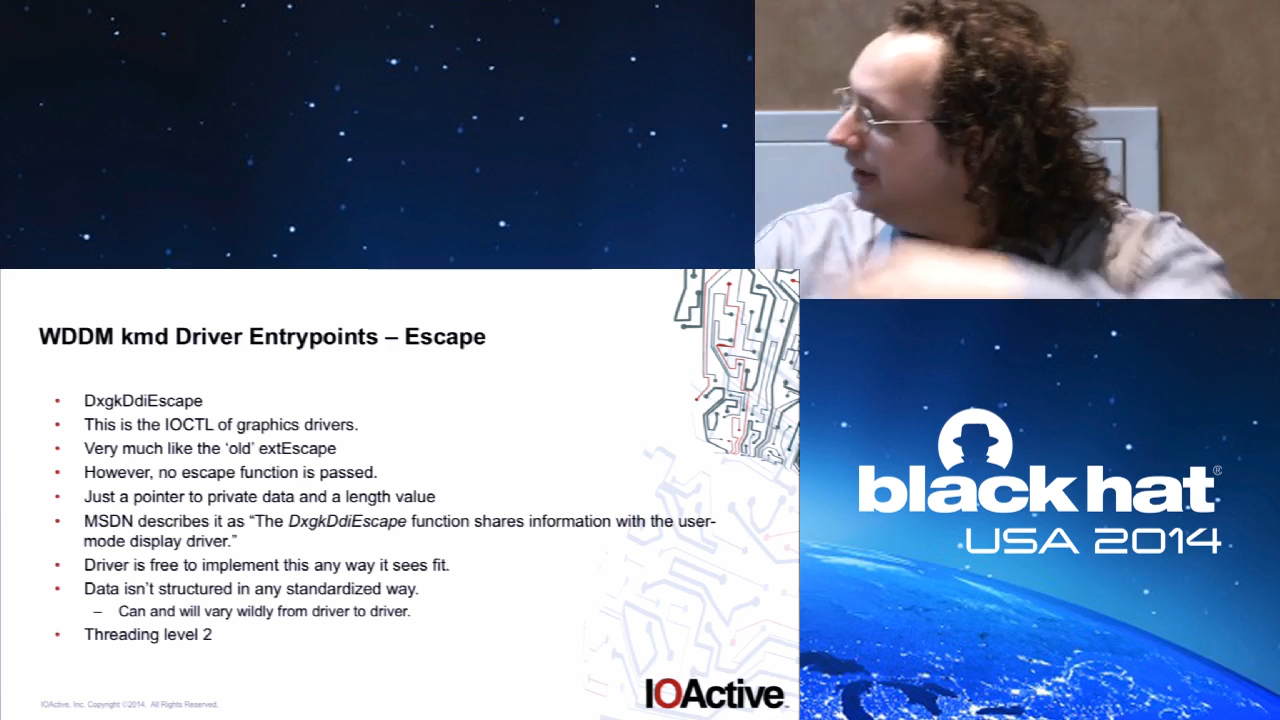 WDDM kmd Driver Entrypoints – Escape
• DxgkDdiEscape
• This is the IOCTL of graphics drivers.
• Very much like the ‘old’ extEscape
• However, no escape function is passed.
• Just a pointer to private data and a length value
• MSDN describes it as “The DxgkDdiEscape function shares information with the user-
mode display driver.”
• Driver is free to implement this any way it sees fit.
• Data isn’t structured in any standardized way.
– Can and will vary wildly from driver to driver.
• Threading level 2
IOActive, Inc. Copyright ©2014. All Rights Reserved.
IOActive
black hat®
USA 2014